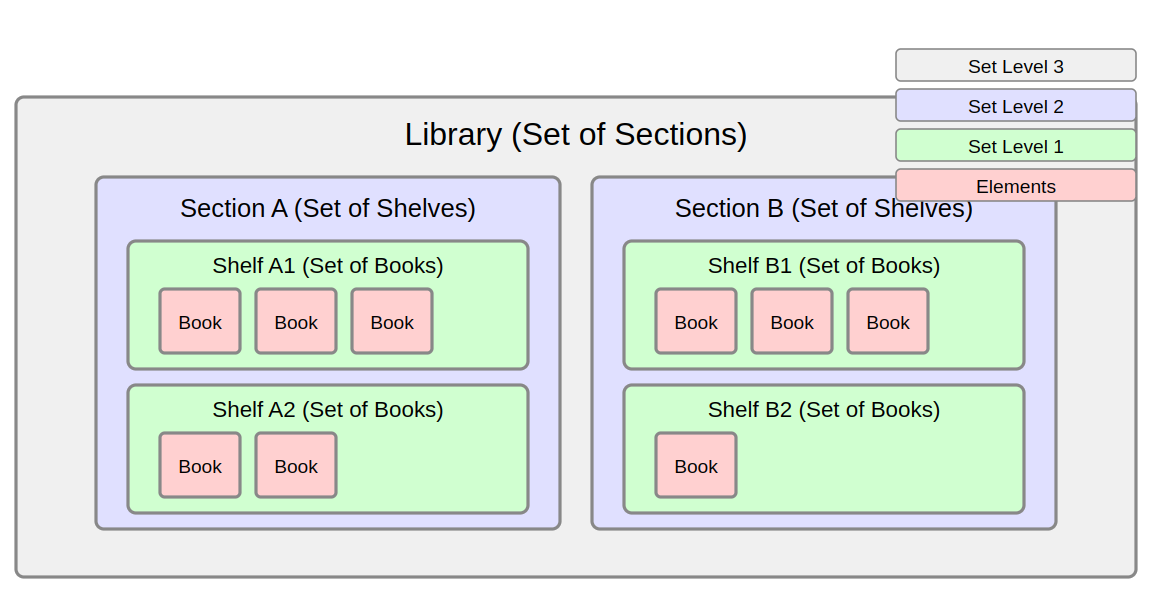 Set Level 3
Set Level 2
Set Level 1
Elements
Library (Set of Sections)
Section A (Set of Shelves)
Shelf A1 (Set of Books)
Book Book Book
Shelf A2 (Set of Books)
Book Book
Section B (Set of Shelves)
Shelf B1 (Set of Books)
Book Book Book
Shelf B2 (Set of Books)
Book